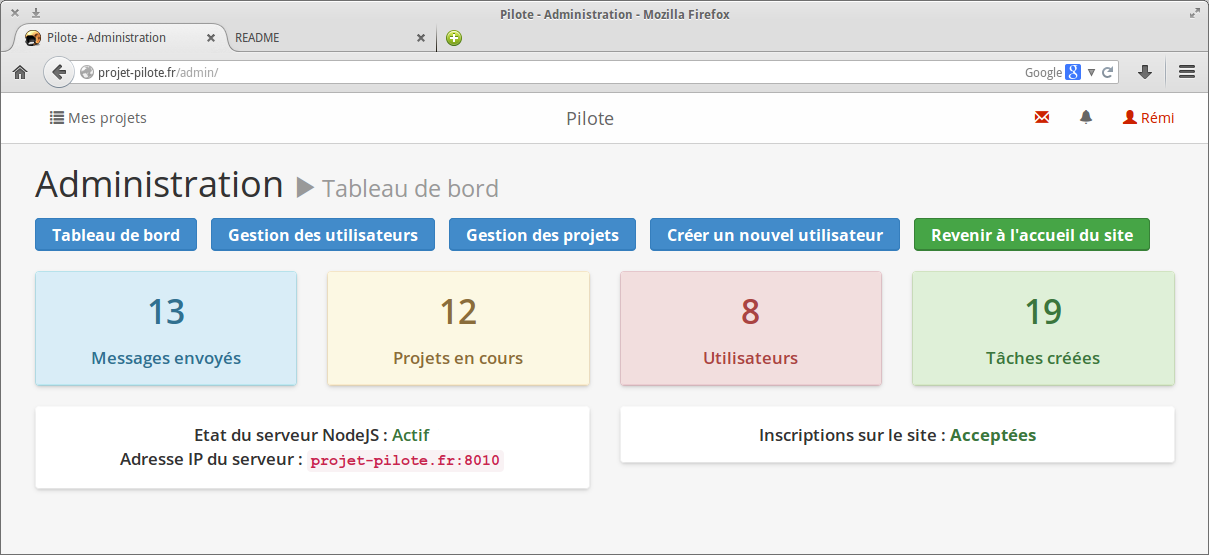 Pilote - Administration - Mozilla Firefox
Pilote - Administration
README
projet-pilote.fr/admin/
Google
Mes projets
Pilote
Rémi
Administration ▶ Tableau de bord
Tableau de bord
Gestion des utilisateurs
Gestion des projets
Créer un nouvel utilisateur
Revenir à l'accueil du site
13
Messages envoyés
12
Projets en cours
8
Utilisateurs
19
Tâches créées
Etat du serveur NodeJS : Actif
Adresse IP du serveur : projet-pilote.fr:8010
Inscriptions sur le site : Acceptées